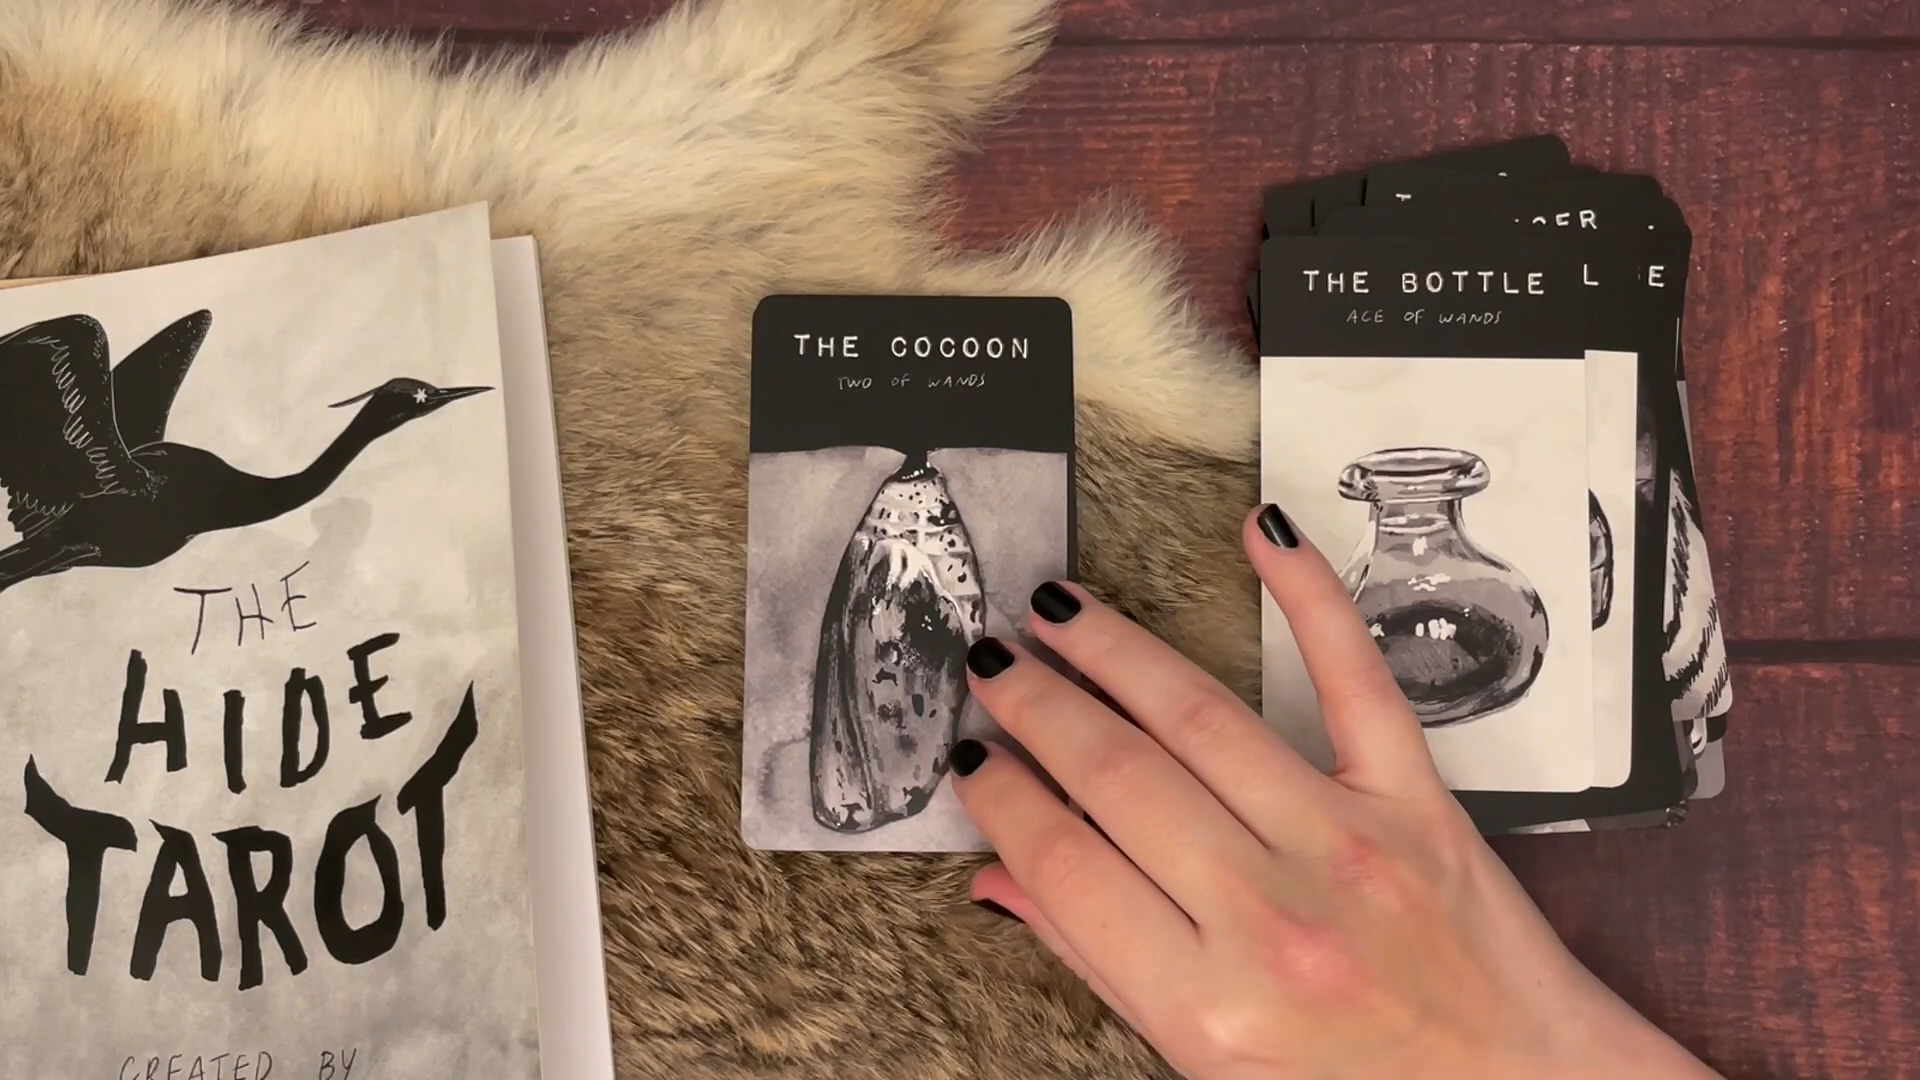 THE
HIDE
TAROT
CREATED BY
THE COCOON
TWO OF WANDS
THE BOTTLE
ACE OF WANDS